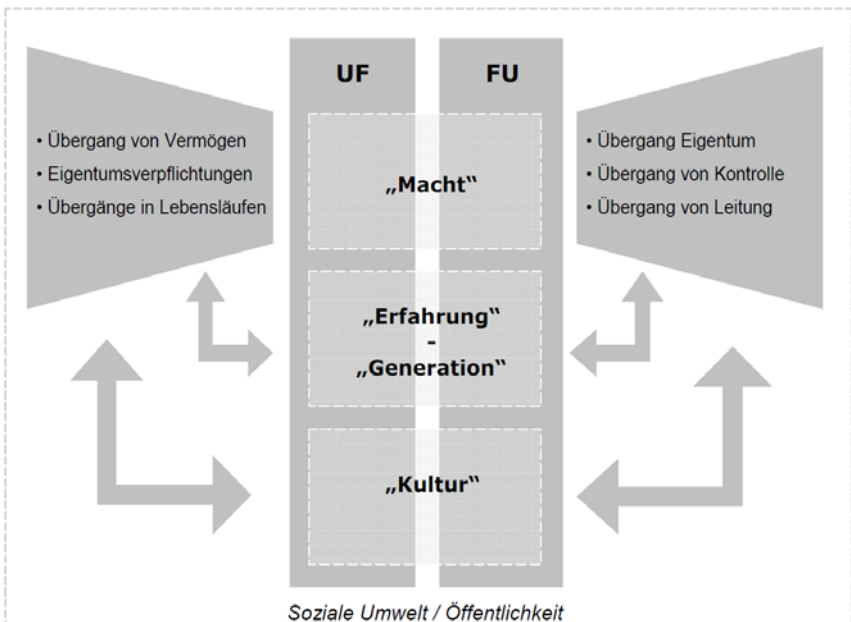 UF
FU
• Übergang von Vermögen
• Eigentumsverpflichtungen
• Übergänge in Lebensläufen
„Macht“
• Übergang Eigentum
• Übergang von Kontrolle
• Übergang von Leitung
„Erfahrung“
-
„Generation“
„Kultur“
Soziale Umwelt / Öffentlichkeit